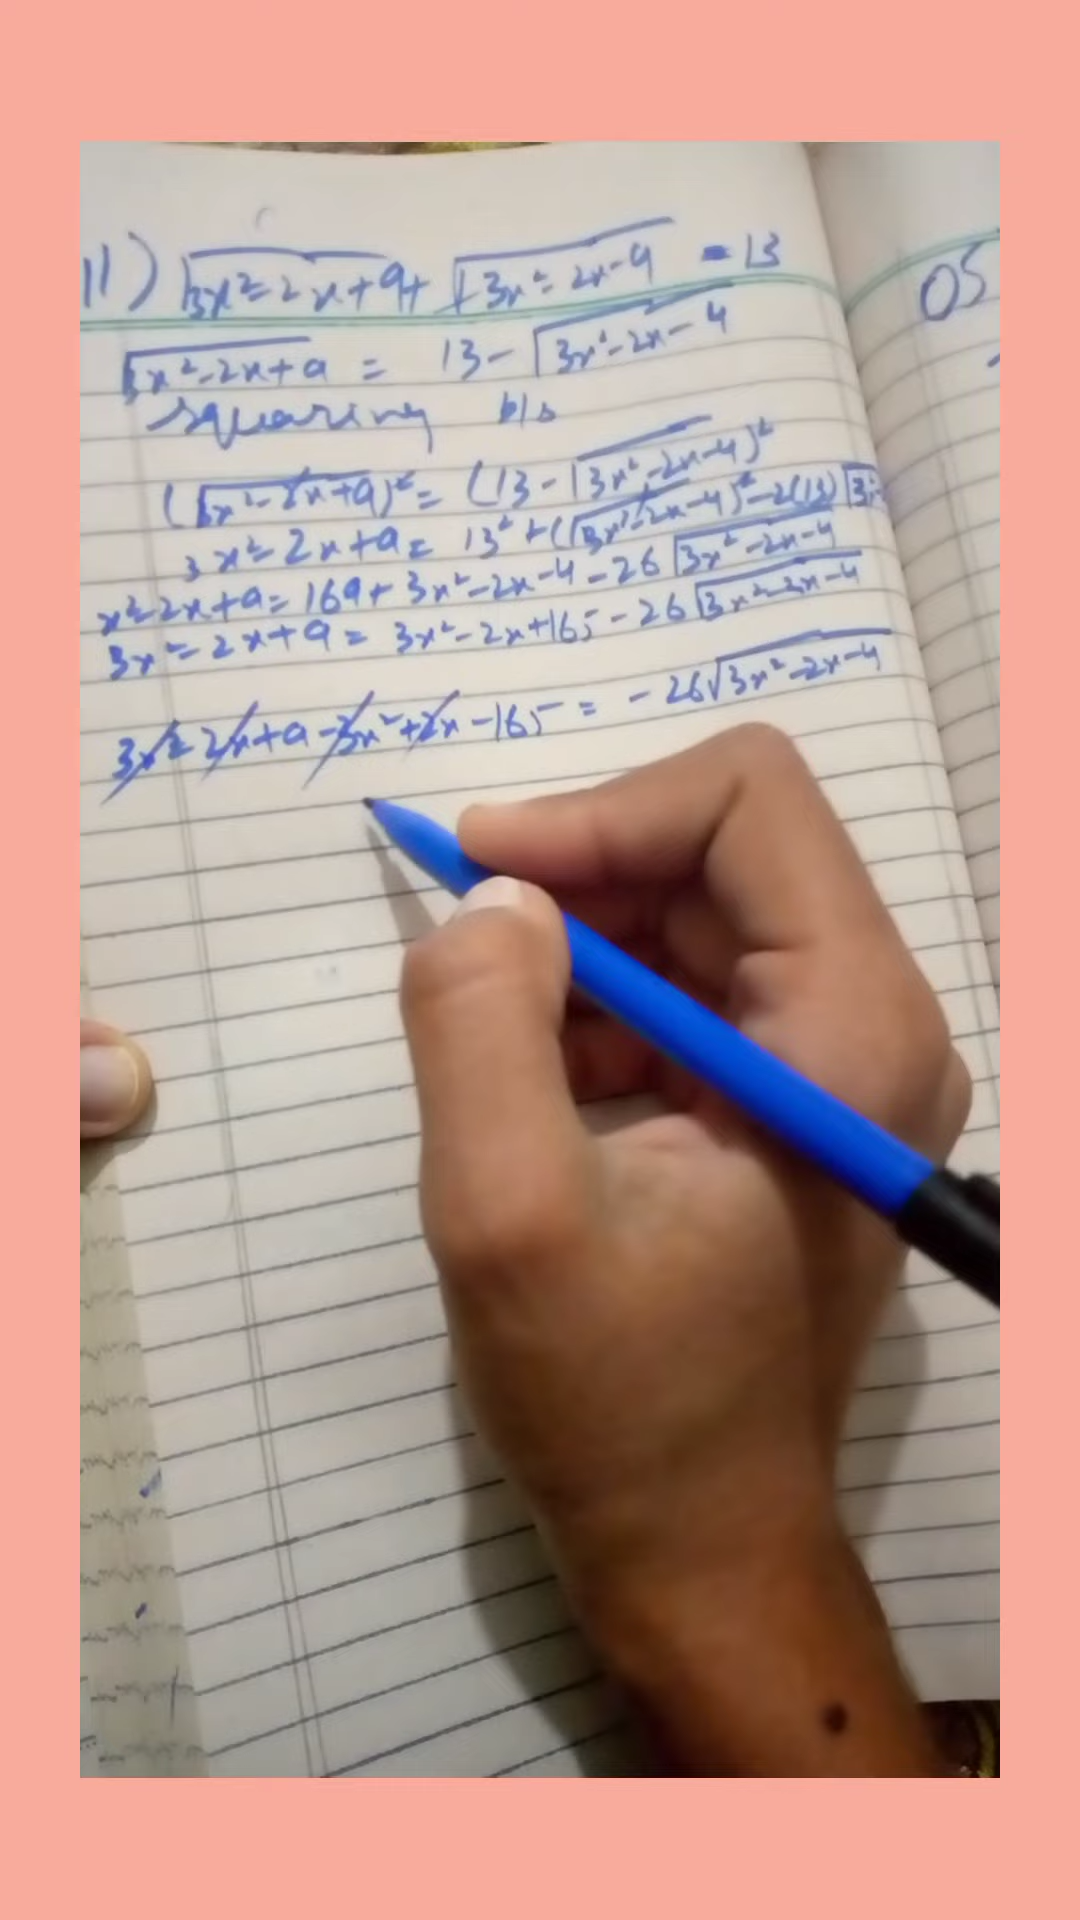 11) √3x²-2x+9 + √3x²-2x-9 = 13
√3x²-2x+9 = 13 - √3x²-2x-4
squaring b/s
(√3x²-2x+9)² = (13 - √3x²-2x-4)²
3x²-2x+9 = 13² + (√3x²-2x-4)² - 2(13) √3x²
x²-2x+9 = 169 + 3x²-2x-4 - 26 √3x²-2x-4
3x²-2x+9 = 3x²-2x+165 - 26 √3x²-2x-4
3x²-2x+9-3x²+2x-165 = -26√3x²-2x-4
05